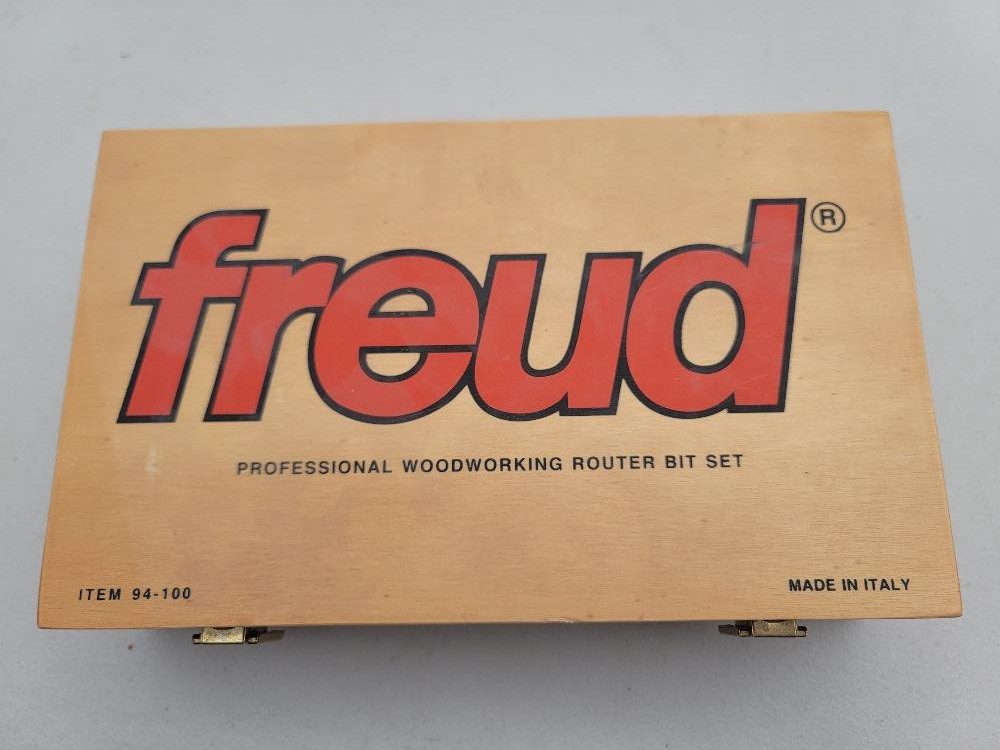 freud®
PROFESSIONAL WOODWORKING ROUTER BIT SET
ITEM 94-100
MADE IN ITALY